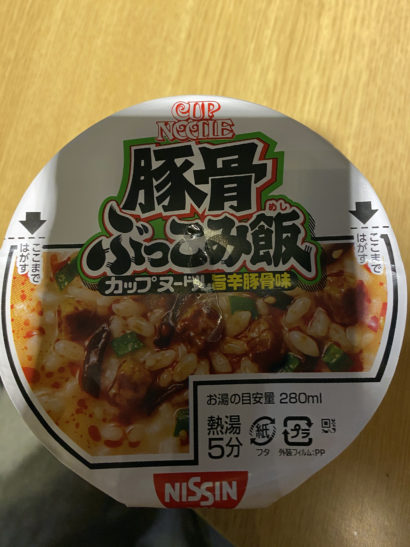 CUP
NOODLE
豚骨
めし
ぶっこみ飯
カップヌードル 旨辛豚骨味
ここまで
はがす
ここまで
はがす
お湯の目安量 280ml
熱湯
5分
紙
フタ
プラ
外装フィルム:PP
NISSIN